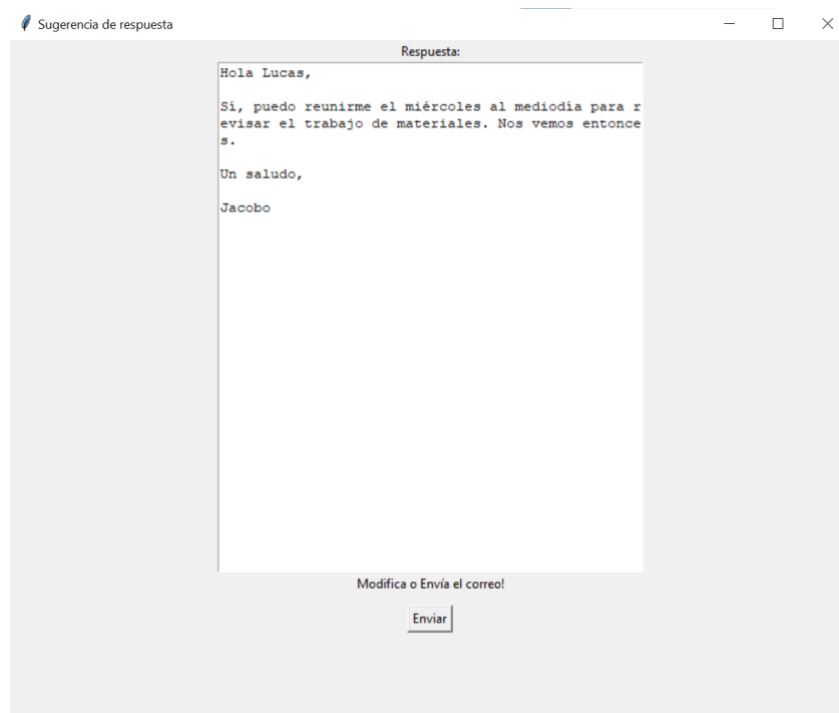 Sugerencia de respuesta
Respuesta:
Hola Lucas,
Sí, puedo reunirme el miércoles al mediodía para r
evisar el trabajo de materiales. Nos vemos entonce
s.
Un saludo,
Jacobo
Modifica o Envía el correo!
Enviar